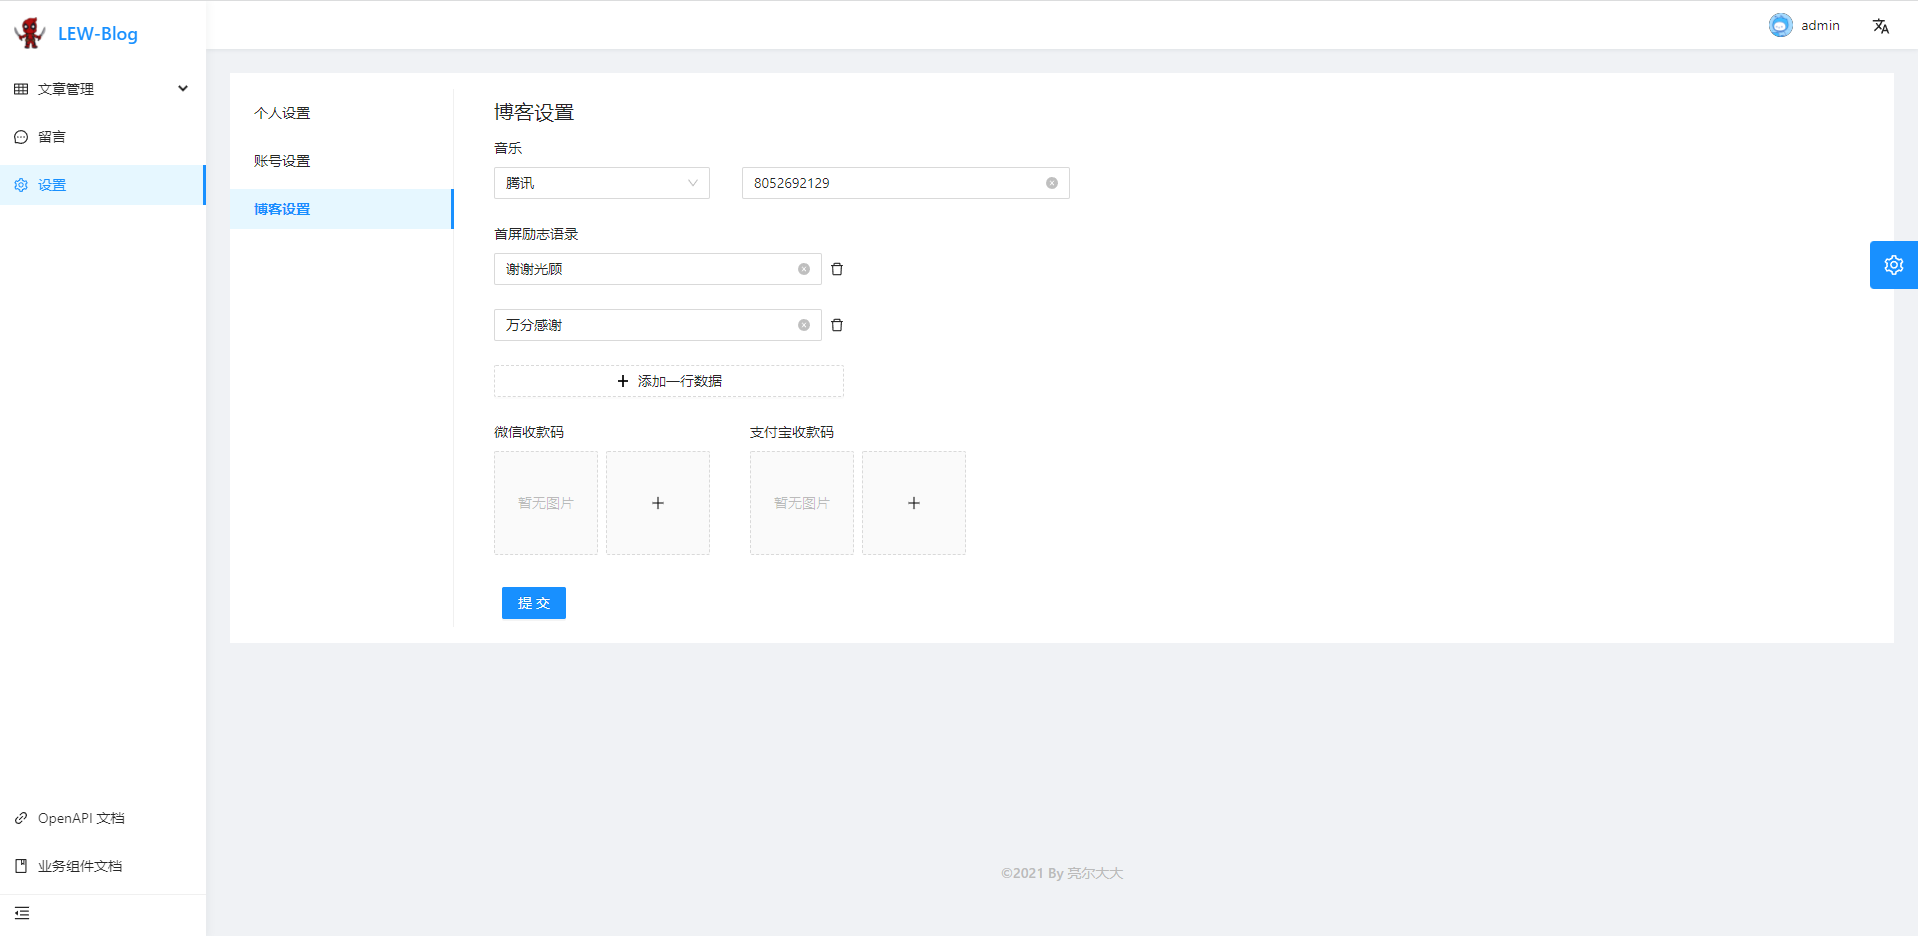 LEW-Blog
admin
文章管理
留言
设置
个人设置
账号设置
博客设置
博客设置
音乐
腾讯
8052692129
首屏励志语录
谢谢光顾
万分感谢
添加一行数据
微信收款码
支付宝收款码
暂无图片
暂无图片
提 交
OpenAPI 文档
业务组件文档
©2021 By 亮尔大大